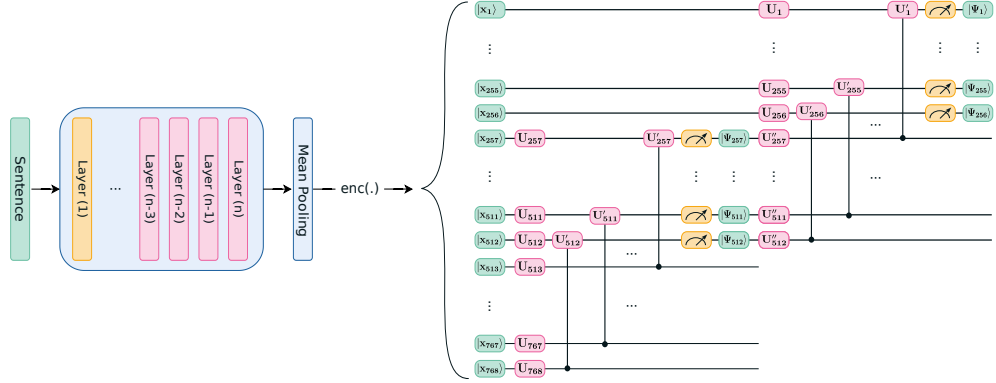 Sentence
Layer (1)
...
Layer (n-3)
Layer (n-2)
Layer (n-1)
Layer (n)
Mean Pooling
enc(.)
|x₁⟩ U₁ U′₁ |Ψ₁⟩
⋮ ⋮ ⋮ ⋮
|x₂₅₅⟩ U₂₅₅ U′₂₅₅ |Ψ₂₅₅⟩
|x₂₅₆⟩ U₂₅₆ U′₂₅₆ |Ψ₂₅₆⟩
...
|x₂₅₇⟩ U₂₅₇ U′₂₅₇ |Ψ₂₅₇⟩ U″₂₅₇
⋮ ⋮ ⋮ ⋮ ...
|x₅₁₁⟩ U₅₁₁ U′₅₁₁ |Ψ₅₁₁⟩ U″₅₁₁
|x₅₁₂⟩ U₅₁₂ U′₅₁₂ |Ψ₅₁₂⟩ U″₅₁₂
...
|x₅₁₃⟩ U₅₁₃
⋮ ...
|x₇₆₇⟩ U₇₆₇
|x₇₆₈⟩ U₇₆₈